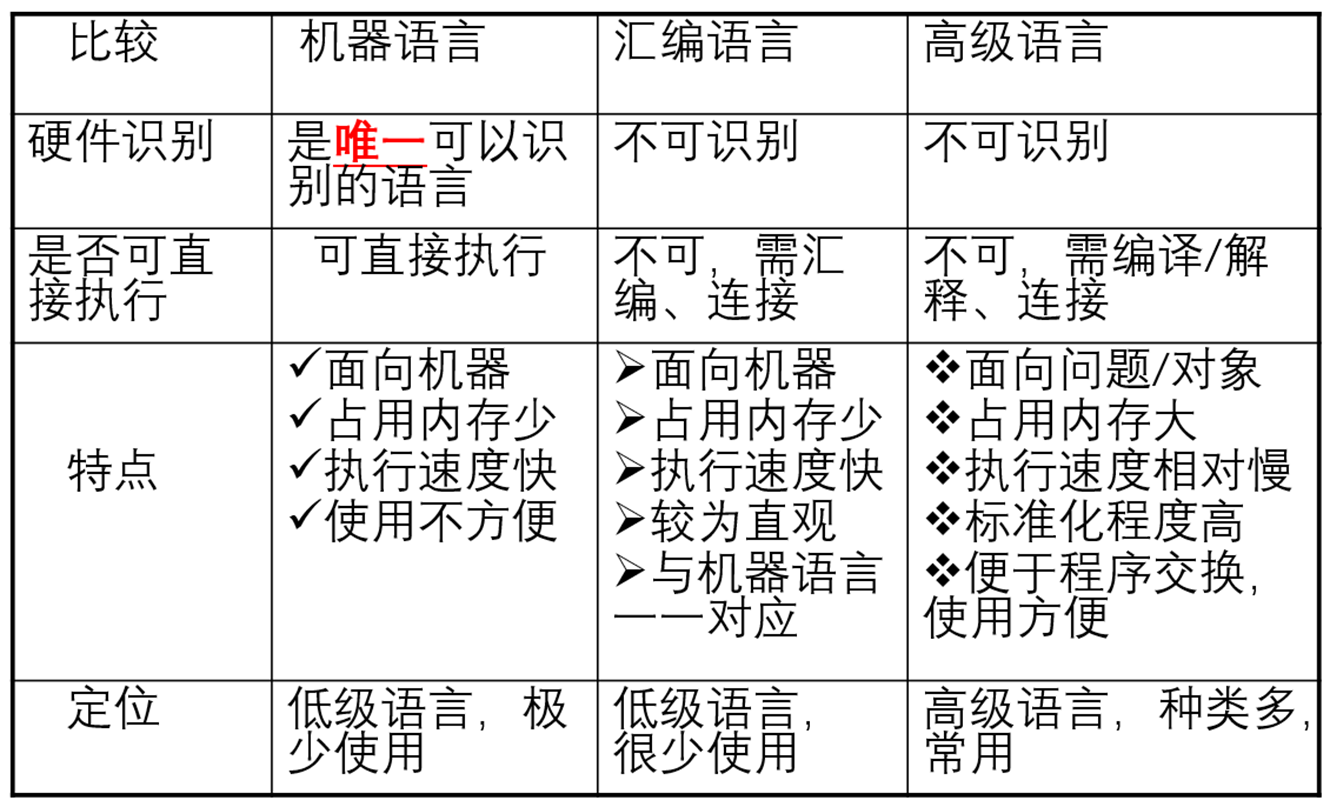 比较
机器语言
汇编语言
高级语言
硬件识别
是唯一可以识
别的语言
不可识别
不可识别
是否可直
接执行
可直接执行
不可，需汇
编、连接
不可，需编译/解
释、连接
特点
✓面向机器
✓占用内存少
✓执行速度快
✓使用不方便
➢面向机器
➢占用内存少
➢执行速度快
➢较为直观
➢与机器语言
一一对应
❖面向问题/对象
❖占用内存大
❖执行速度相对慢
❖标准化程度高
❖便于程序交换，
使用方便
定位
低级语言，极
少使用
低级语言，
很少使用
高级语言，种类多，
常用